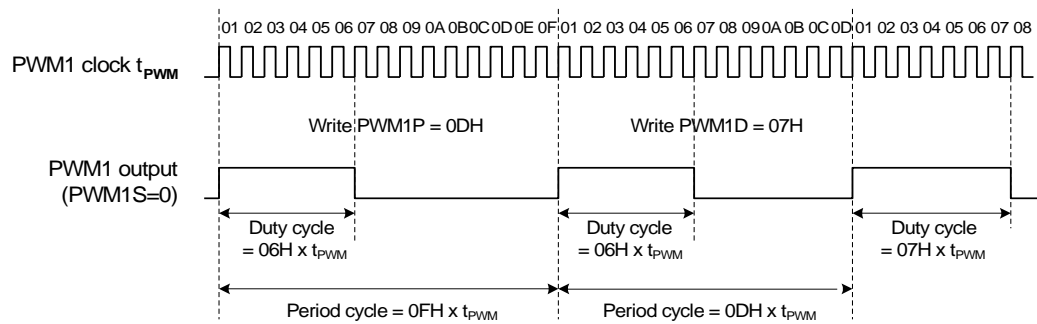 01 02 03 04 05 06 07 08 09 0A 0B 0C 0D 0E 0F 01 02 03 04 05 06 07 08 09 0A 0B 0C 0D 01 02 03 04 05 06 07 08
PWM1 clock tPWM
Write PWM1P = 0DH
Write PWM1D = 07H
PWM1 output
(PWM1S=0)
Duty cycle
= 06H x tPWM
Duty cycle
= 06H x tPWM
Duty cycle
= 07H x tPWM
Period cycle = 0FH x tPWM
Period cycle = 0DH x tPWM